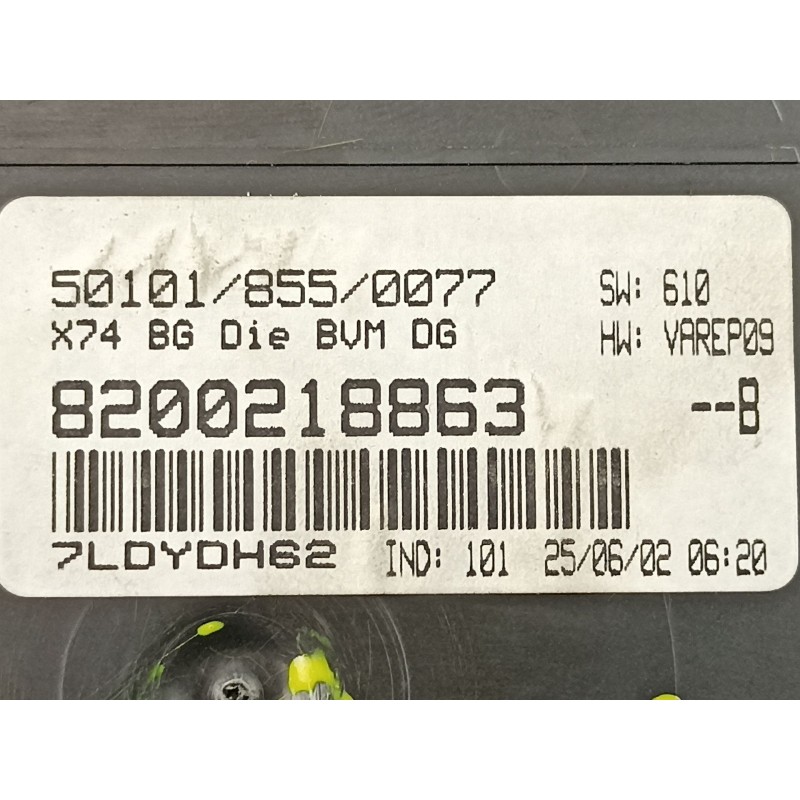 50101/855/0077 SW: 610
X74 BG Die BVM DG HW: VAREP09
8200218863 --B
7LDYDH62 IND: 101 25/06/02 06:20